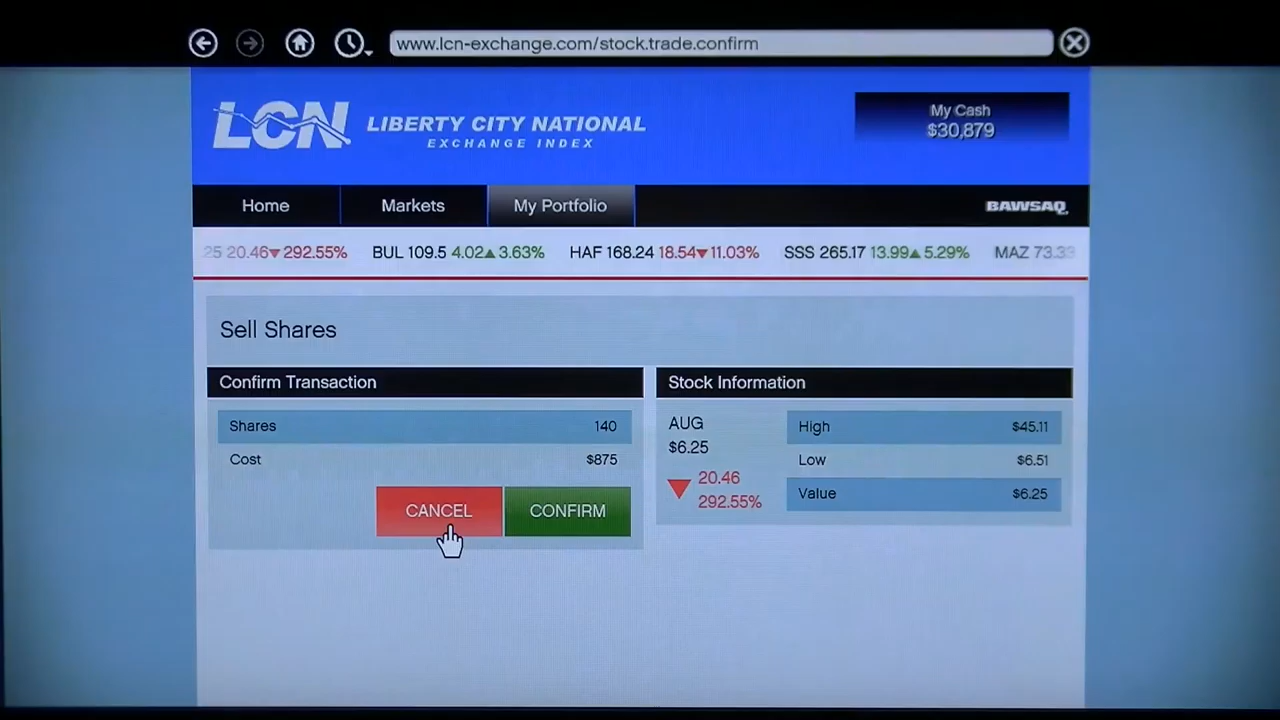 www.lcn-exchange.com/stock.trade.confirm
LCN LIBERTY CITY NATIONAL
EXCHANGE INDEX
My Cash
$30,879
Home Markets My Portfolio BAWSAQ
25 20.46▼292.55% BUL 109.5 4.02▲3.63% HAF 168.24 18.54▼11.03% SSS 265.17 13.99▲5.29% MAZ 73.33
Sell Shares
Confirm Transaction
Shares 140
Cost $875
CANCEL CONFIRM
Stock Information
AUG
$6.25
20.46
292.55%
High $45.11
Low $6.51
Value $6.25